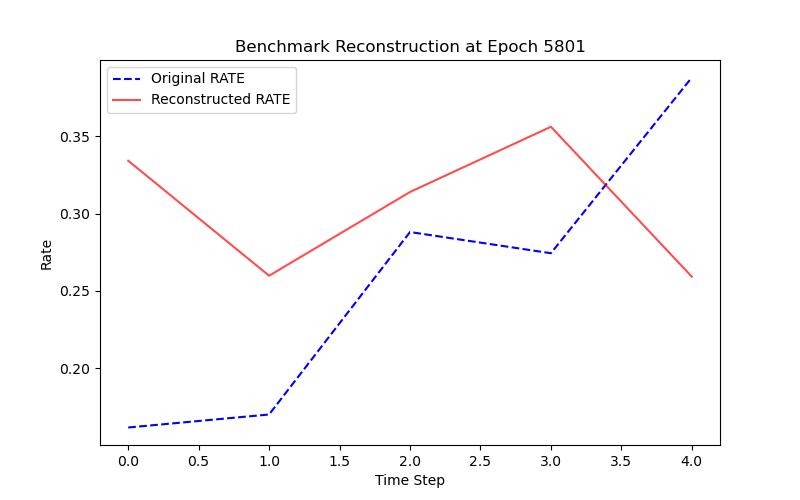 Benchmark Reconstruction at Epoch 5801
Original RATE
Reconstructed RATE
0.35
0.30
0.25
0.20
Rate
0.0 0.5 1.0 1.5 2.0 2.5 3.0 3.5 4.0
Time Step